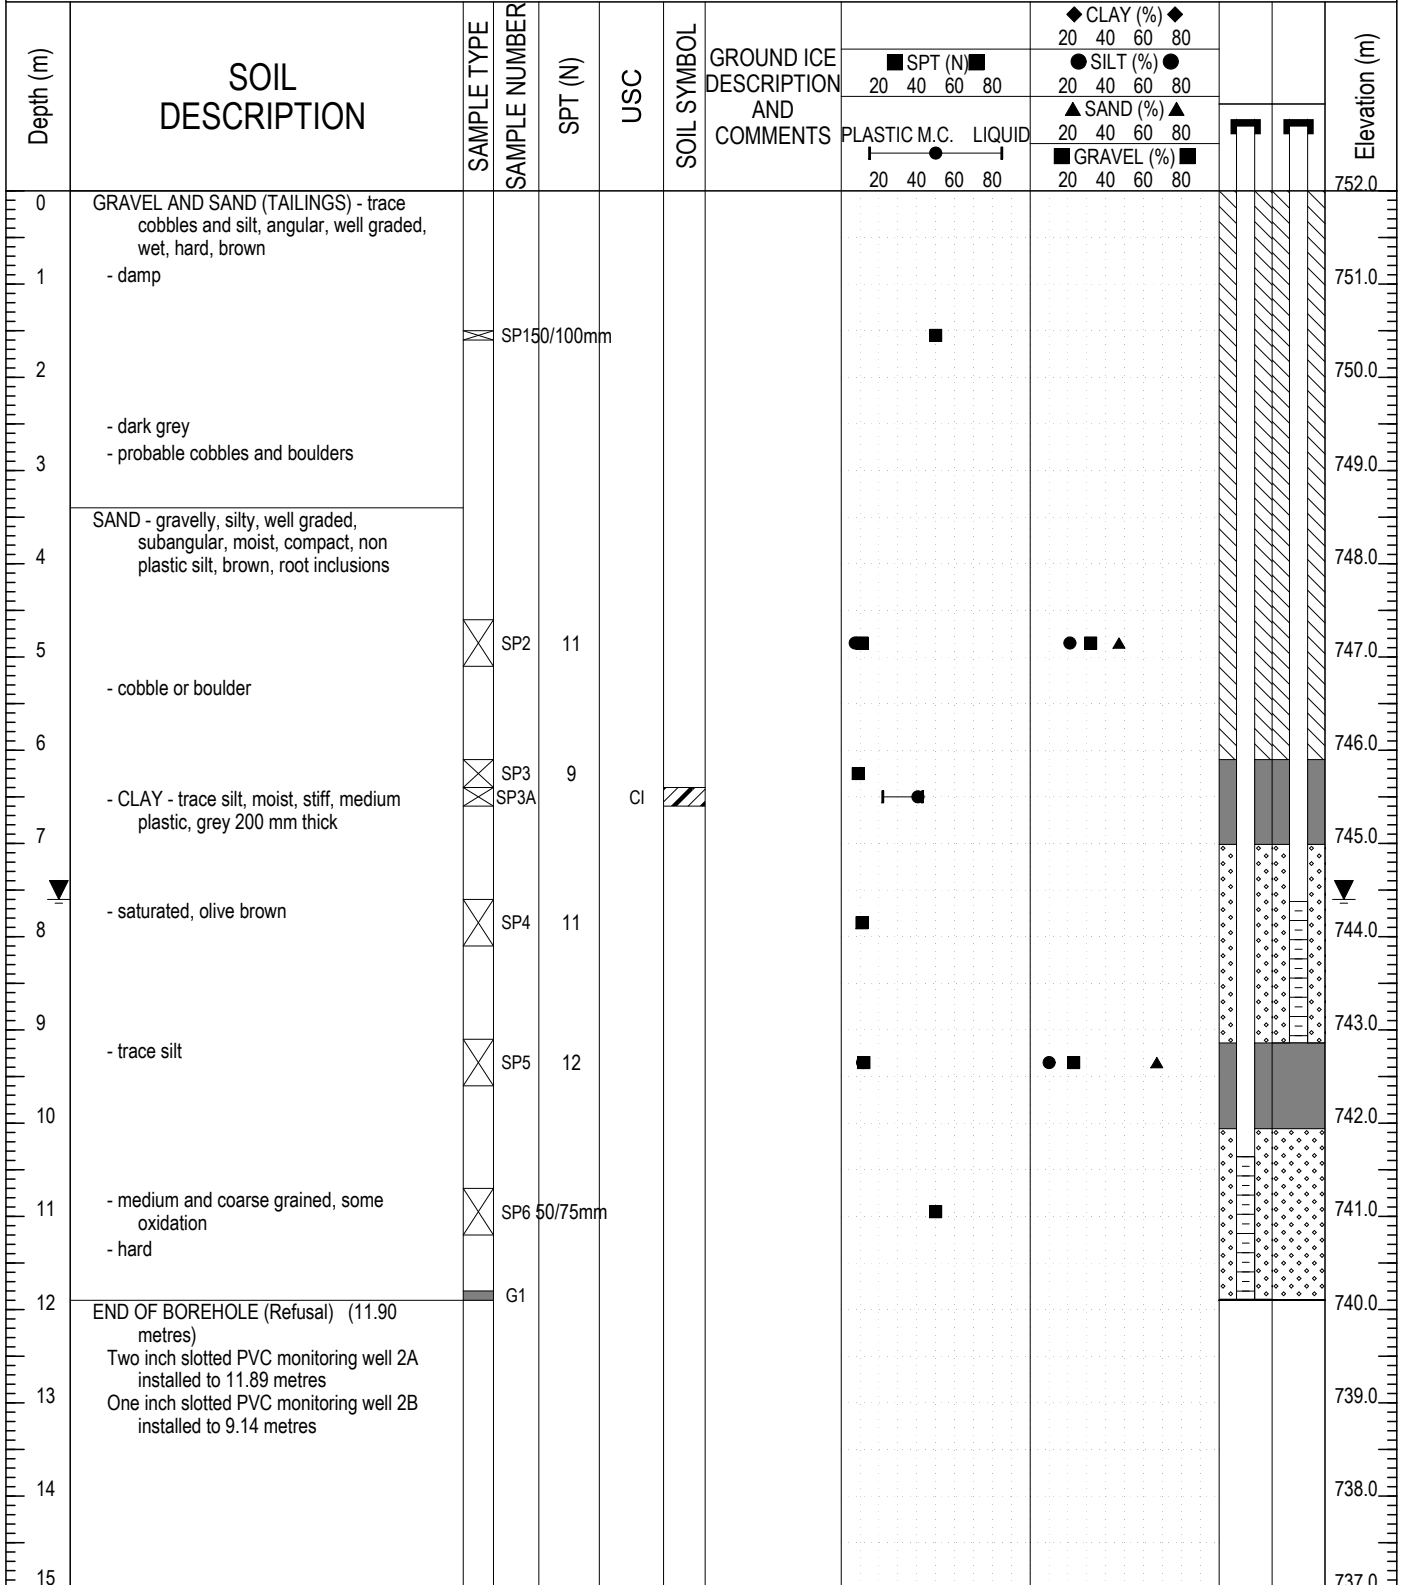 Depth (m)
SOIL
DESCRIPTION
SAMPLE TYPE
SAMPLE NUMBER
SPT (N)
USC
SOIL SYMBOL
GROUND ICE
DESCRIPTION
AND
COMMENTS
■ SPT (N) ■
20 40 60 80
PLASTIC M.C. LIQUID
20 40 60 80
◆ CLAY (%) ◆
20 40 60 80
● SILT (%) ●
20 40 60 80
▲ SAND (%) ▲
20 40 60 80
■ GRAVEL (%) ■
20 40 60 80
Elevation (m)
752.0
0
GRAVEL AND SAND (TAILINGS) - trace
cobbles and silt, angular, well graded,
wet, hard, brown
1
- damp
751.0
SP1 50/100mm
2
750.0
- dark grey
- probable cobbles and boulders
3
749.0
SAND - gravelly, silty, well graded,
subangular, moist, compact, non
plastic silt, brown, root inclusions
4
748.0
SP2 11
5
747.0
- cobble or boulder
6
746.0
SP3 9
SP3A CI
- CLAY - trace silt, moist, stiff, medium
plastic, grey 200 mm thick
7
745.0
- saturated, olive brown
SP4 11
8
744.0
9
743.0
- trace silt
SP5 12
10
742.0
- medium and coarse grained, some
oxidation
SP6 50/75mm
11
741.0
- hard
G1
12
740.0
END OF BOREHOLE (Refusal) (11.90
metres)
Two inch slotted PVC monitoring well 2A
installed to 11.89 metres
13
739.0
One inch slotted PVC monitoring well 2B
installed to 9.14 metres
14
738.0
15
737.0